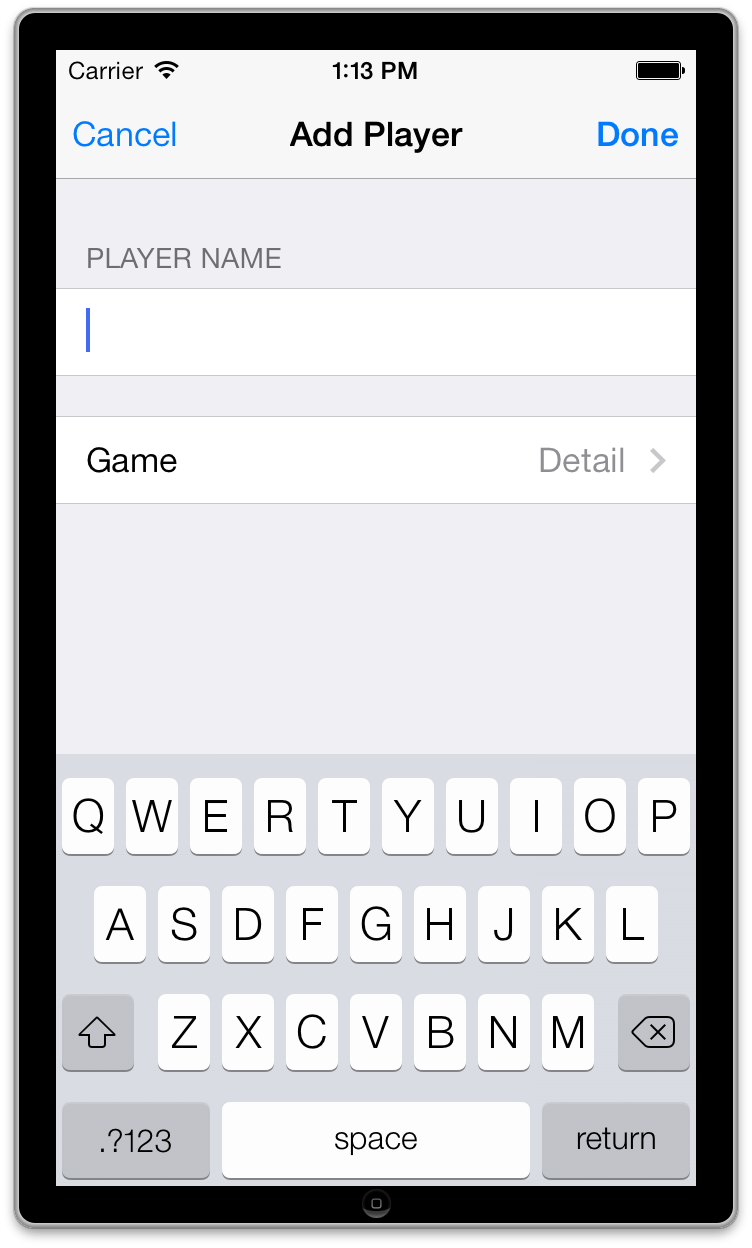 Carrier 1:13 PM
Cancel Add Player Done
PLAYER NAME
Game Detail
Q W E R T Y U I O P
A S D F G H J K L
Z X C V B N M
.?123 space return